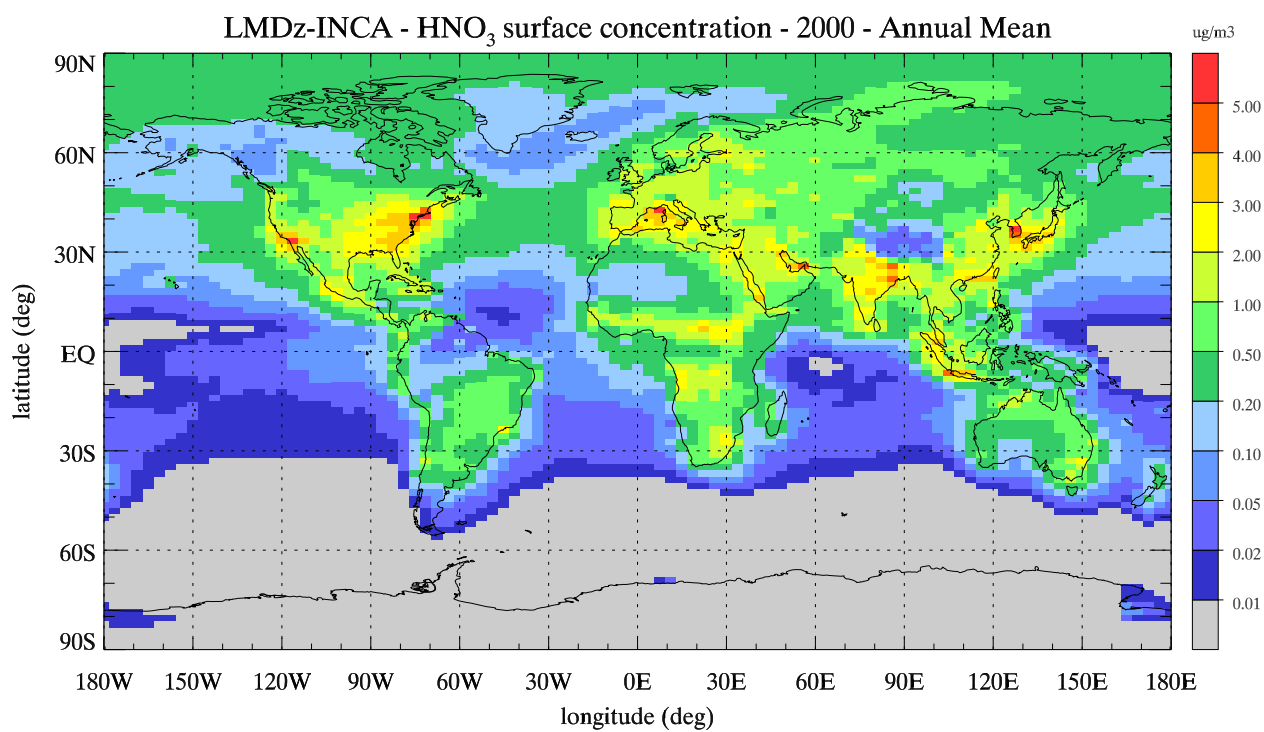 LMDz-INCA - HNO3 surface concentration - 2000 - Annual Mean
ug/m3
90N
60N
30N
EQ
30S
60S
90S
latitude (deg)
5.00
4.00
3.00
2.00
1.00
0.50
0.20
0.10
0.05
0.02
0.01
180W 150W 120W 90W 60W 30W 0E 30E 60E 90E 120E 150E 180E
longitude (deg)